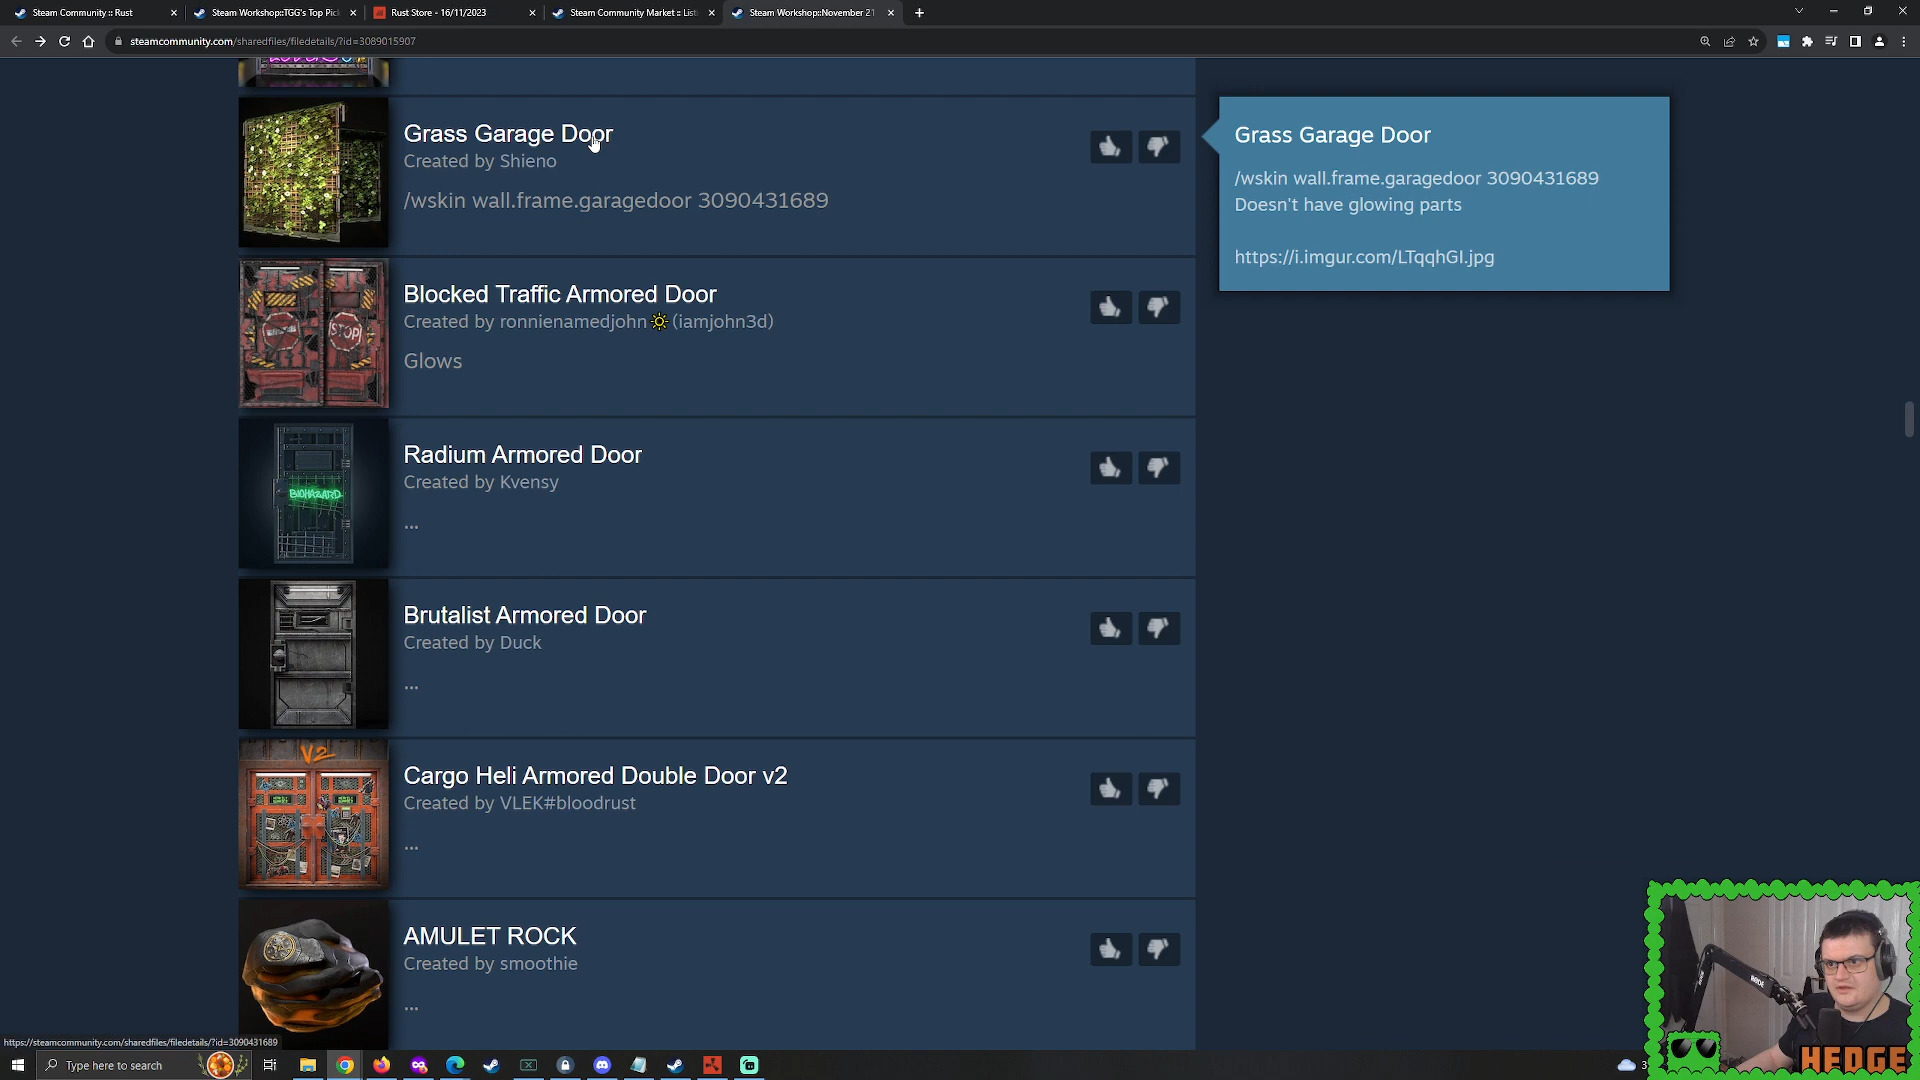 Steam Community :: Rust
Steam Workshop::TGG's Top Pic
Rust Store - 16/11/2023
Steam Community Market :: List
Steam Workshop::November 21
steamcommunity.com/sharedfiles/filedetails/?id=3089015907
Grass Garage Door
Created by Shieno
/wskin wall.frame.garagedoor 3090431689
Grass Garage Door
/wskin wall.frame.garagedoor 3090431689
Doesn't have glowing parts
https://i.imgur.com/LTqqhGI.jpg
STOP
Blocked Traffic Armored Door
Created by ronnienamedjohn (iamjohn3d)
Glows
BIOHAZARD
Radium Armored Door
Created by Kvensy
...
Brutalist Armored Door
Created by Duck
...
V2
Cargo Heli Armored Double Door v2
Created by VLEK#bloodrust
...
AMULET ROCK
Created by smoothie
...
https://steamcommunity.com/sharedfiles/filedetails/?id=3090431689
Type here to search
RODE
HEDGE